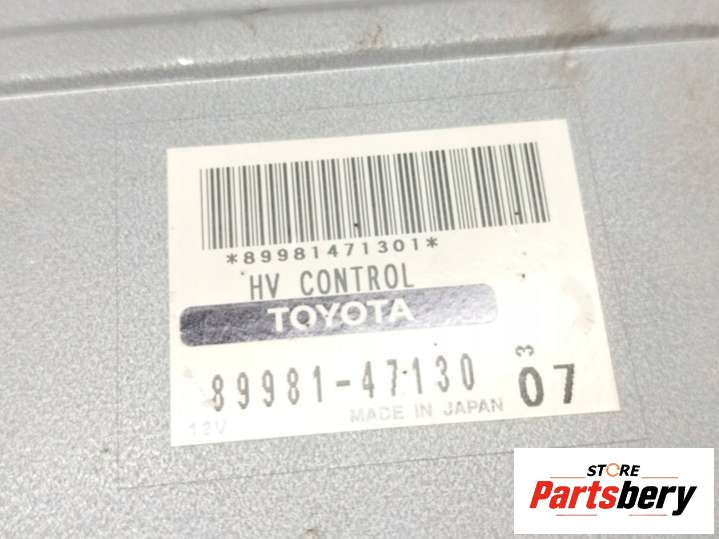 *89981471301*
HV CONTROL
TOYOTA
89981-47130
3
07
12V
MADE IN JAPAN
STORE
Partsbery